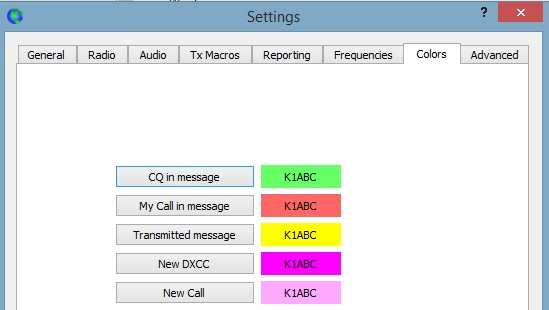 Settings
?
x
General Radio Audio Tx Macros Reporting Frequencies Colors Advanced
CQ in message K1ABC
My Call in message K1ABC
Transmitted message K1ABC
New DXCC K1ABC
New Call K1ABC